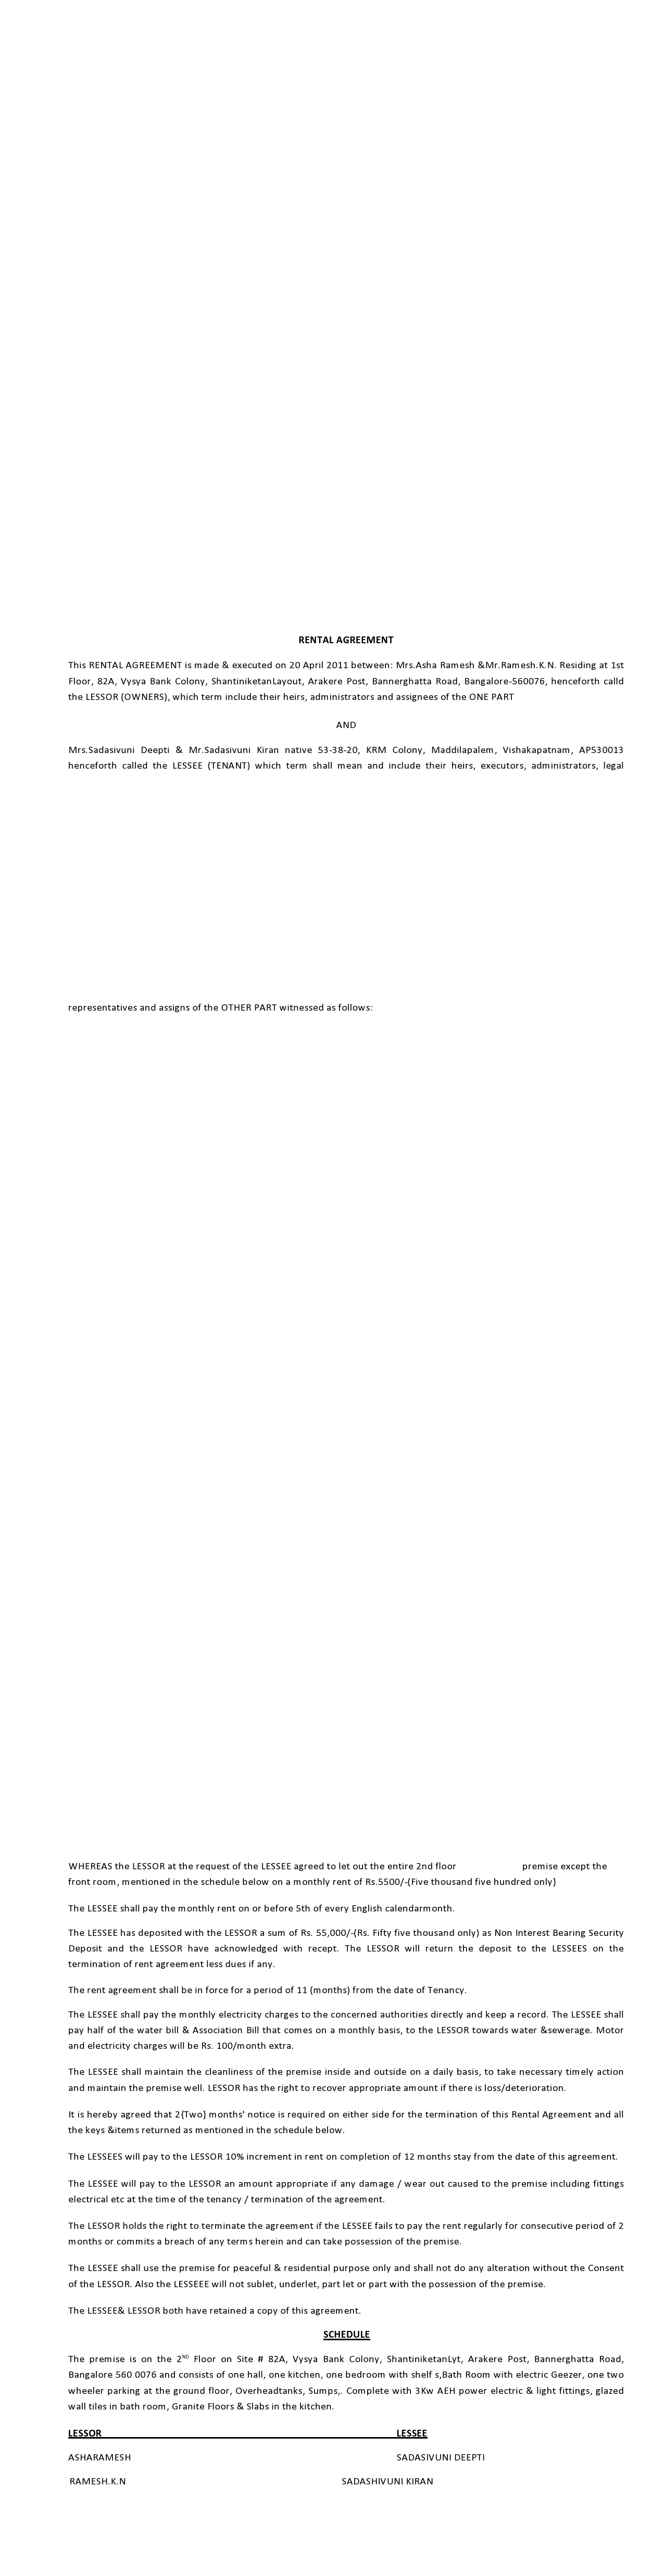 RENTAL AGREEMENT
This RENTAL AGREEMENT is made & executed on 20 April 2011 between: Mrs.Asha Ramesh &Mr.Ramesh.K.N. Residing at 1st
Floor, 82A, Vysya Bank Colony, ShantiniketanLayout, Arakere Post, Bannerghatta Road, Bangalore-560076, henceforth calld
the LESSOR (OWNERS), which term include their heirs, administrators and assignees of the ONE PART
AND
Mrs.Sadasivuni Deepti & Mr.Sadasivuni Kiran native 53-38-20, KRM Colony, Maddilapalem, Vishakapatnam, AP530013
henceforth called the LESSEE (TENANT) which term shall mean and include their heirs, executors, administrators, legal
representatives and assigns of the OTHER PART witnessed as follows:
WHEREAS the LESSOR at the request of the LESSEE agreed to let out the entire 2nd floor premise except the
front room, mentioned in the schedule below on a monthly rent of Rs.5500/-{Five thousand five hundred only}
The LESSEE shall pay the monthly rent on or before 5th of every English calendarmonth.
The LESSEE has deposited with the LESSOR a sum of Rs. 55,000/-(Rs. Fifty five thousand only) as Non Interest Bearing Security
Deposit and the LESSOR have acknowledged with recept. The LESSOR will return the deposit to the LESSEES on the
termination of rent agreement less dues if any.
The rent agreement shall be in force for a period of 11 (months) from the date of Tenancy.
The LESSEE shall pay the monthly electricity charges to the concerned authorities directly and keep a record. The LESSEE shall
pay half of the water bill & Association Bill that comes on a monthly basis, to the LESSOR towards water &sewerage. Motor
and electricity charges will be Rs. 100/month extra.
The LESSEE shall maintain the cleanliness of the premise inside and outside on a daily basis, to take necessary timely action
and maintain the premise well. LESSOR has the right to recover appropriate amount if there is loss/deterioration.
It is hereby agreed that 2{Two} months' notice is required on either side for the termination of this Rental Agreement and all
the keys &items returned as mentioned in the schedule below.
The LESSEES will pay to the LESSOR 10% increment in rent on completion of 12 months stay from the date of this agreement.
The LESSEE will pay to the LESSOR an amount appropriate if any damage / wear out caused to the premise including fittings
electrical etc at the time of the tenancy / termination of the agreement.
The LESSOR holds the right to terminate the agreement if the LESSEE fails to pay the rent regularly for consecutive period of 2
months or commits a breach of any terms herein and can take possession of the premise.
The LESSEE shall use the premise for peaceful & residential purpose only and shall not do any alteration without the Consent
of the LESSOR. Also the LESSEEE will not sublet, underlet, part let or part with the possession of the premise.
The LESSEE& LESSOR both have retained a copy of this agreement.
SCHEDULE
The premise is on the 2ND Floor on Site # 82A, Vysya Bank Colony, ShantiniketanLyt, Arakere Post, Bannerghatta Road,
Bangalore 560 0076 and consists of one hall, one kitchen, one bedroom with shelf s,Bath Room with electric Geezer, one two
wheeler parking at the ground floor, Overheadtanks, Sumps,. Complete with 3Kw AEH power electric & light fittings, glazed
wall tiles in bath room, Granite Floors & Slabs in the kitchen.
LESSOR LESSEE
ASHARAMESH SADASIVUNI DEEPTI
RAMESH.K.N SADASHIVUNI KIRAN